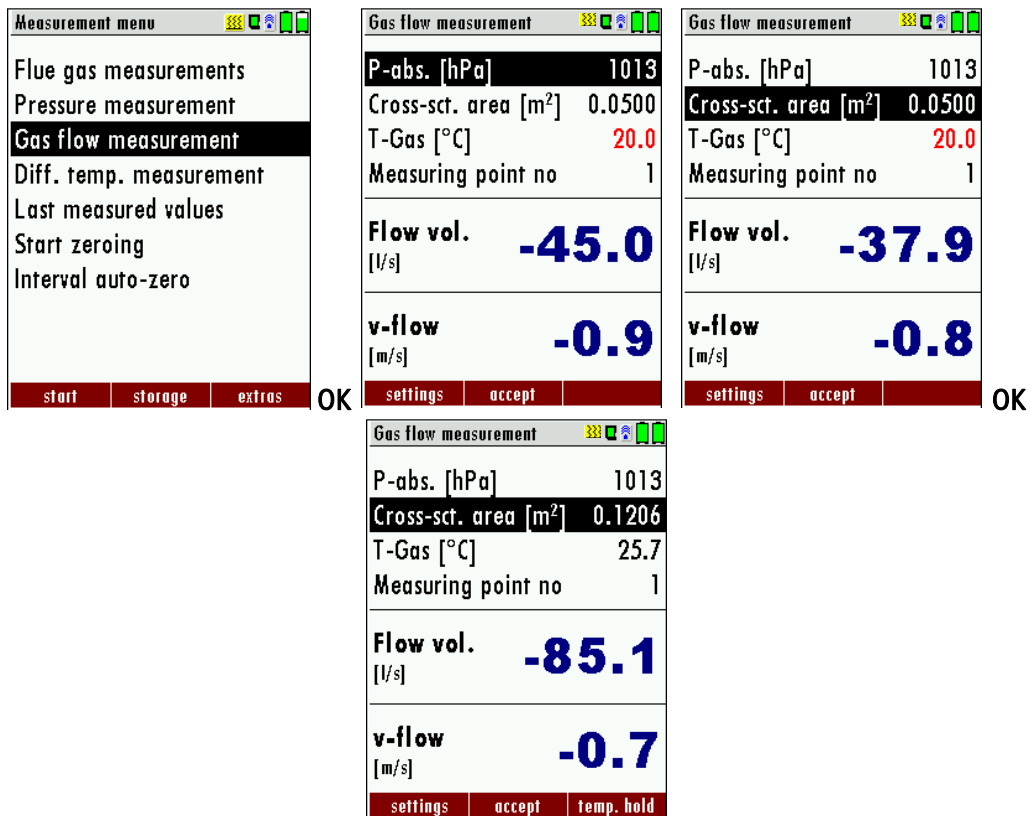 Measurement menu
Flue gas measurements
Pressure measurement
Gas flow measurement
Diff. temp. measurement
Last measured values
Start zeroing
Interval auto-zero
start storage extras
OK
Gas flow measurement
P-abs. [hPa] 1013
Cross-sct. area [m²] 0.0500
T-Gas [°C] 20.0
Measuring point no 1
Flow vol. -45.0
[l/s]
v-flow -0.9
[m/s]
settings accept
Gas flow measurement
P-abs. [hPa] 1013
Cross-sct. area [m²] 0.0500
T-Gas [°C] 20.0
Measuring point no 1
Flow vol. -37.9
[l/s]
v-flow -0.8
[m/s]
settings accept
OK
Gas flow measurement
P-abs. [hPa] 1013
Cross-sct. area [m²] 0.1206
T-Gas [°C] 25.7
Measuring point no 1
Flow vol. -85.1
[l/s]
v-flow -0.7
[m/s]
settings accept temp. hold